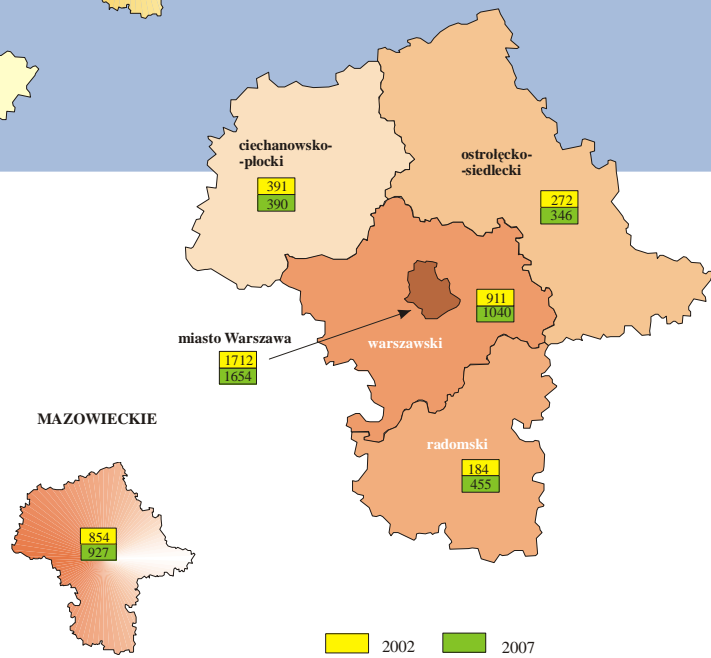 ciechanowsko-
-płocki
391
390
ostrołęcko-
-siedlecki
272
346
911
1040
warszawski
miasto Warszawa
1712
1654
MAZOWIECKIE
radomski
184
455
854
927
2002
2007